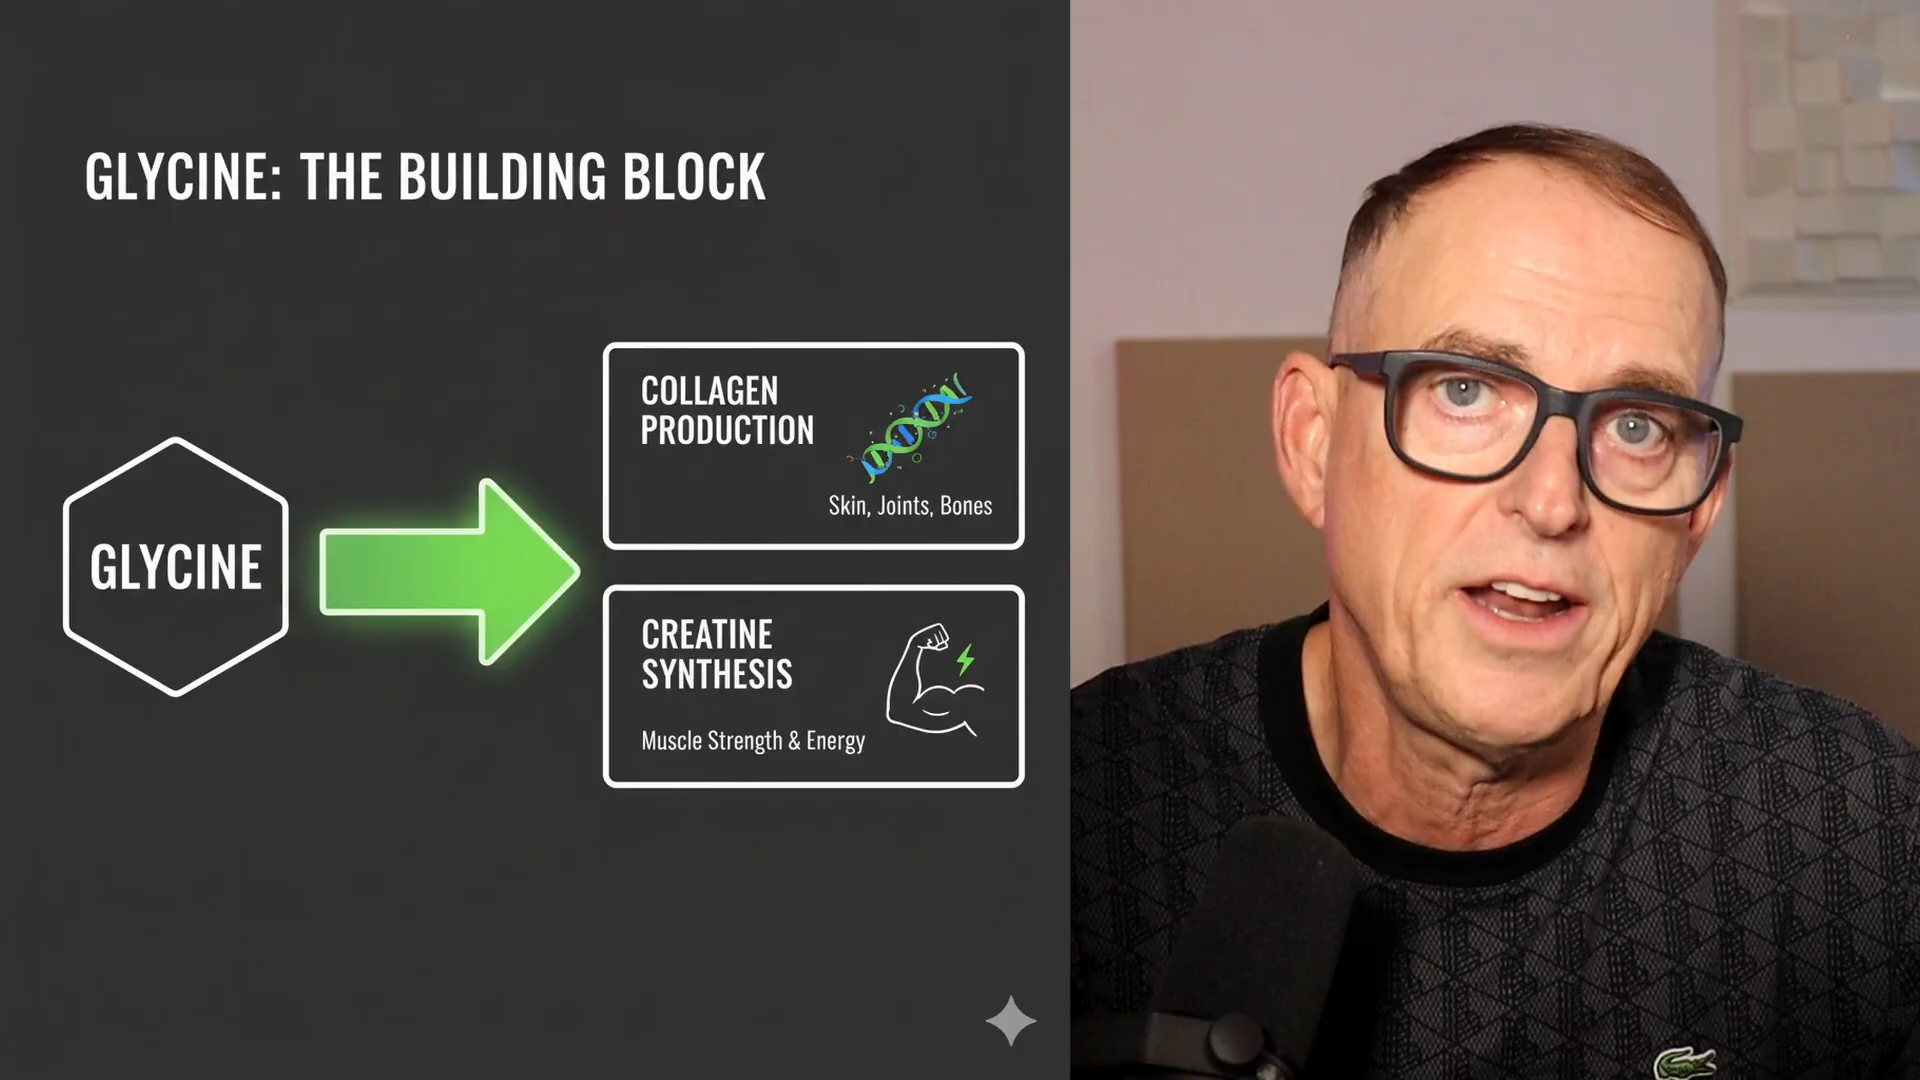 GLYCINE: THE BUILDING BLOCK
GLYCINE
COLLAGEN
PRODUCTION
Skin, Joints, Bones
CREATINE
SYNTHESIS
Muscle Strength & Energy